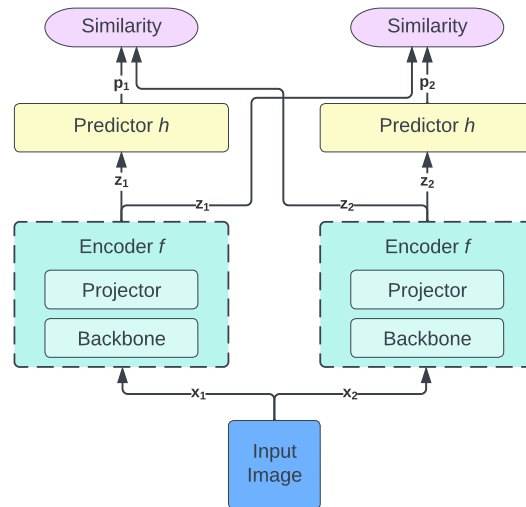 Similarity
Similarity
p₁
p₂
Predictor h
Predictor h
z₁
z₂
z₁
z₂
Encoder f
Encoder f
Projector
Projector
Backbone
Backbone
x₁
x₂
Input
Image